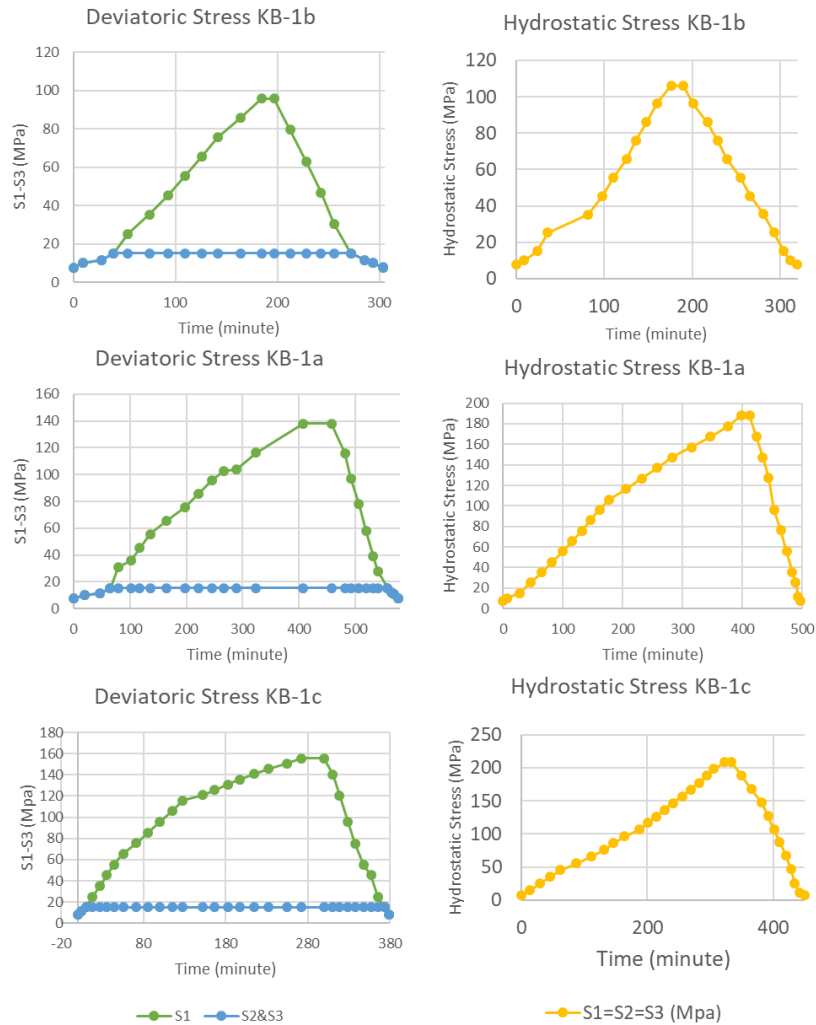 Deviatoric Stress KB-1b
120
100
80
60
40
20
0
S1-S3 (MPa)
0 100 200 300
Time (minute)
Hydrostatic Stress KB-1b
120
100
80
60
40
20
0
Hydrostatic Stress (MPa)
0 100 200 300
Time (minute)
Deviatoric Stress KB-1a
160
140
120
100
80
60
40
20
0
S1-S3 (MPa)
0 100 200 300 400 500
Time (minute)
Hydrostatic Stress KB-1a
200
180
160
140
120
100
80
60
40
20
0
Hydrostatic Stress (MPa)
0 100 200 300 400 500
Time (minute)
Deviatoric Stress KB-1c
180
160
140
120
100
80
60
40
20
0
S1-S3 (Mpa)
-20 80 180 280 380
Time (minute)
Hydrostatic Stress KB-1c
250
200
150
100
50
0
Hydrostatic Stress (MPa)
0 200 400
Time (minute)
S1 S2&S3
S1=S2=S3 (Mpa)